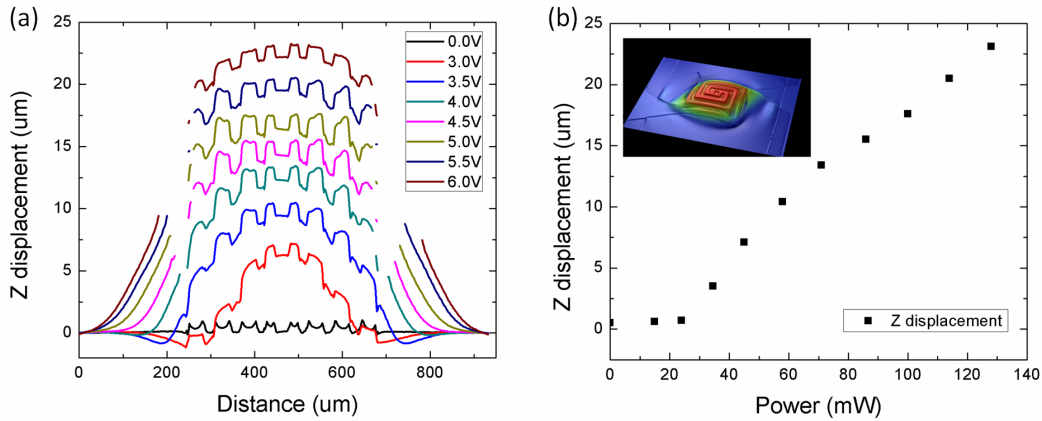 (a)
Z displacement (um)
25
20
15
10
5
0
0 200 400 600 800
Distance (um)
0.0V
3.0V
3.5V
4.0V
4.5V
5.0V
5.5V
6.0V
(b)
Z displacement (um)
25
20
15
10
5
0
0 20 40 60 80 100 120 140
Power (mW)
Z displacement